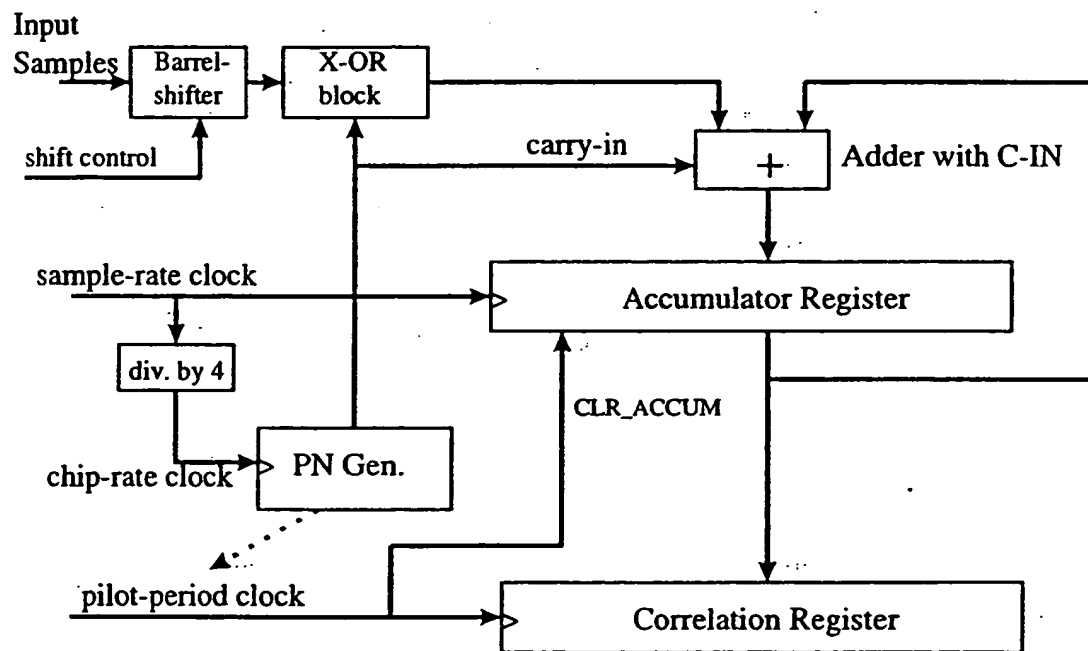 Input
Samples
Barrel-
shifter
X-OR
block
shift control
carry-in
+
Adder with C-IN
sample-rate clock
Accumulator Register
div. by 4
CLR_ACCUM
chip-rate clock
PN Gen.
pilot-period clock
Correlation Register